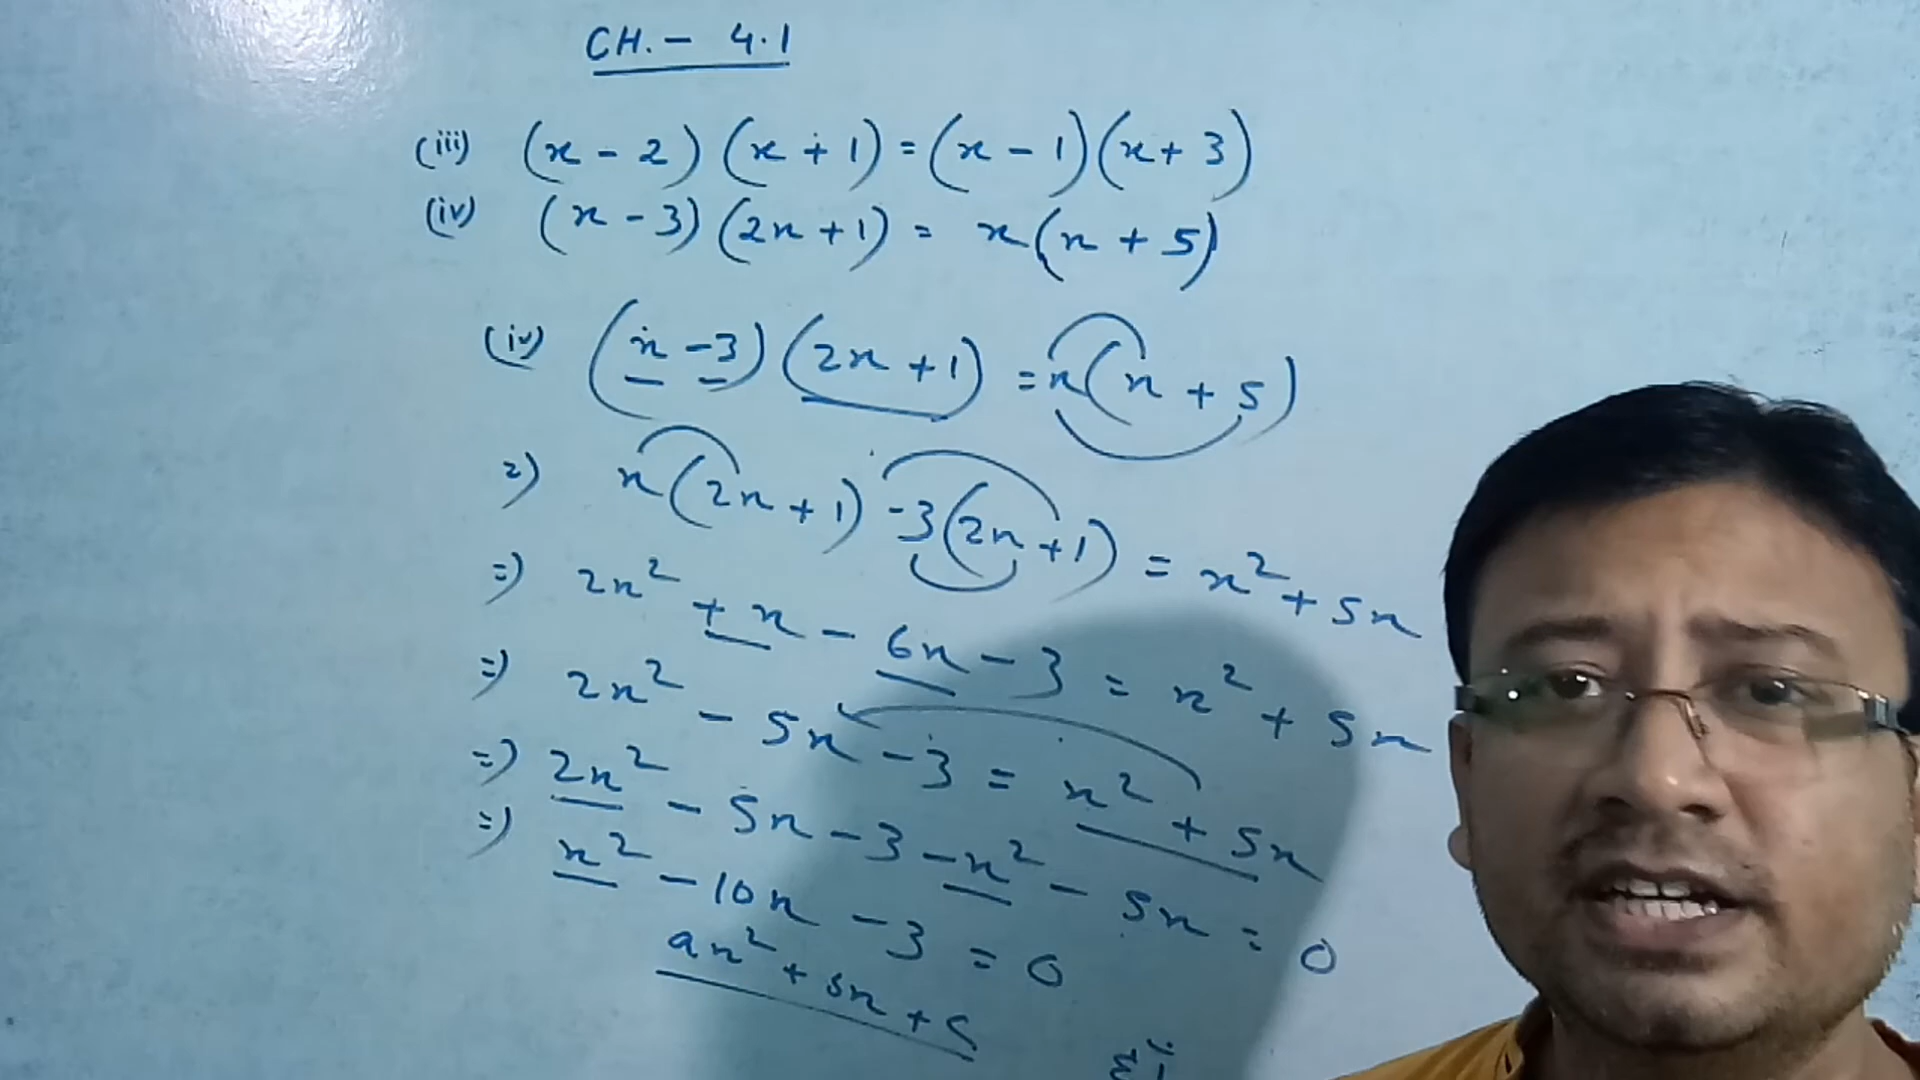 CH. - 4.1
(iii) (x - 2) (x + 1) = (x - 1) (x + 3)
(iv) (x - 3) (2x + 1) = x (x + 5)
(iv) (x - 3) (2x + 1) = x (x + 5)
=) x (2x + 1) - 3 (2x + 1) = x² + 5x
=) 2x² + x - 6x - 3 = x² + 5x
=) 2x² - 5x - 3 = x² + 5x
=) 2x² - 5x - 3 - x² - 5x = 0
=) x² - 10x - 3 = 0
ax² + bx + c